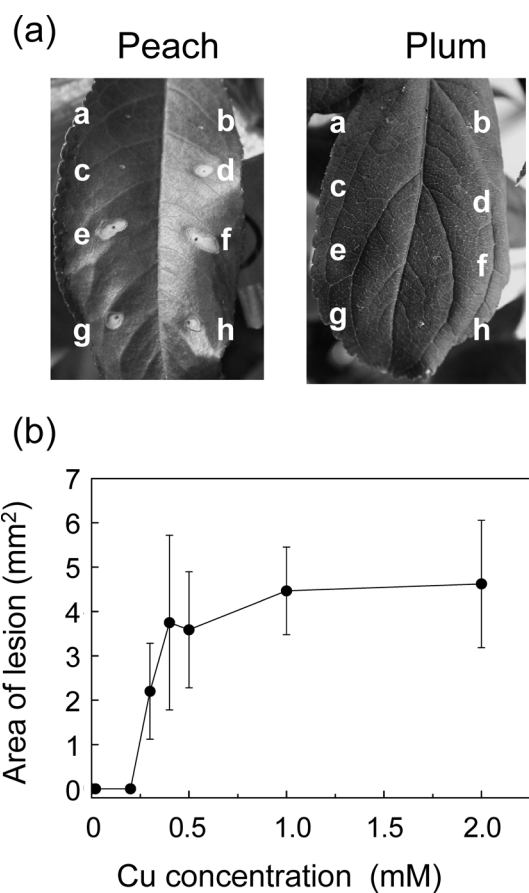 (a)
Peach Plum
a b a b
c d c d
e f e f
g h g h
(b)
7
6
5
4
3
2
1
0
Area of lesion (mm²)
0 0.5 1.0 1.5 2.0
Cu concentration (mM)